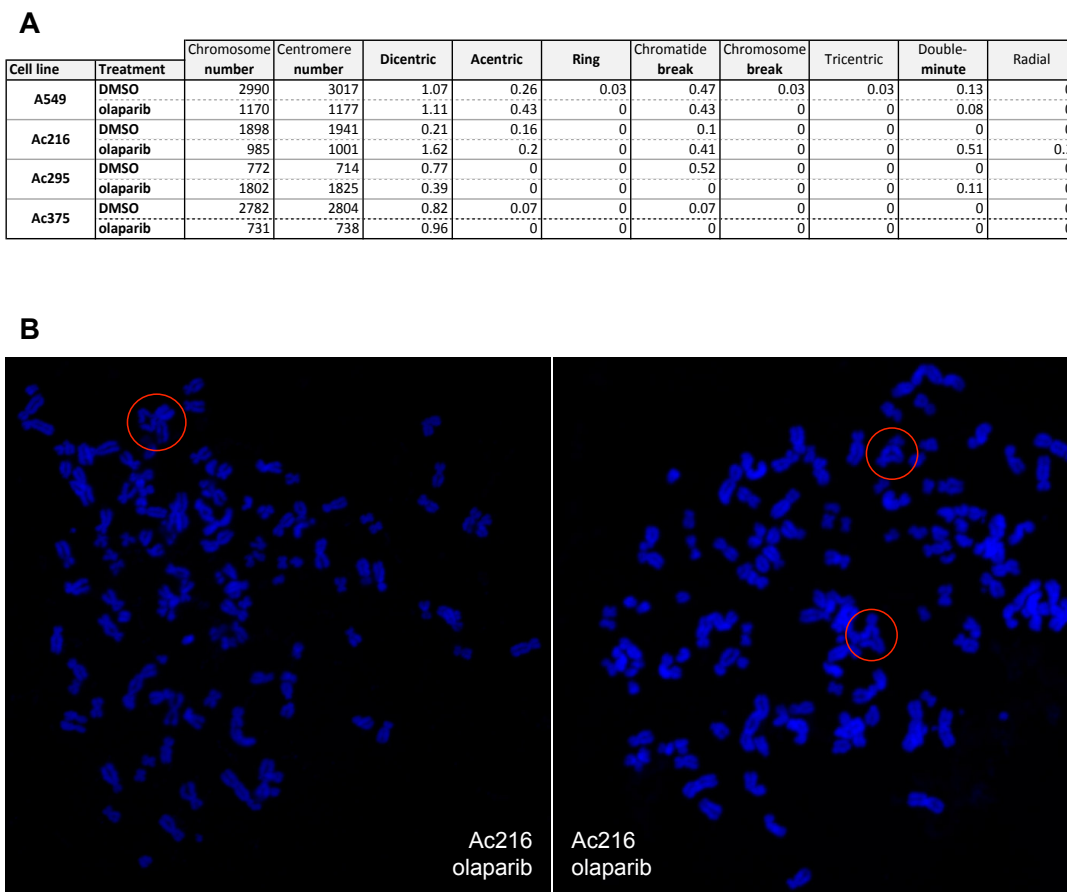 A
Cell line Treatment Chromosome number Centromere number Dicentric Acentric Ring Chromatide break Chromosome break Tricentric Double-minute Radial
A549 DMSO 2990 3017 1.07 0.26 0.03 0.47 0.03 0.03 0.13
olaparib 1170 1177 1.11 0.43 0 0.43 0 0 0.08
Ac216 DMSO 1898 1941 0.21 0.16 0 0.1 0 0 0
olaparib 985 1001 1.62 0.2 0 0.41 0 0 0.51
Ac295 DMSO 772 714 0.77 0 0 0.52 0 0 0
olaparib 1802 1825 0.39 0 0 0 0 0 0.11
Ac375 DMSO 2782 2804 0.82 0.07 0 0.07 0 0 0
olaparib 731 738 0.96 0 0 0 0 0 0
B
Ac216
olaparib
Ac216
olaparib